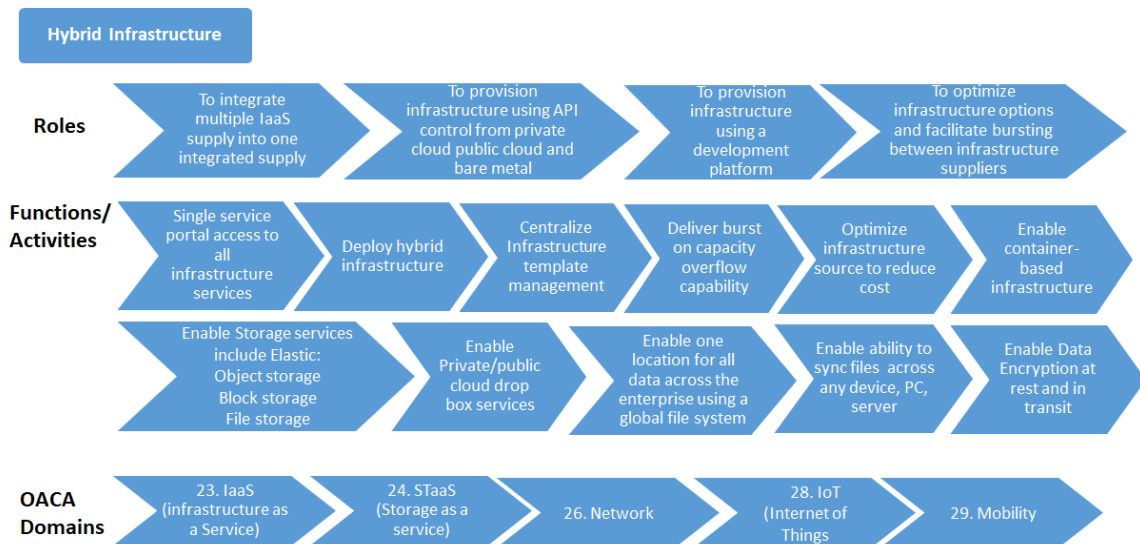 Hybrid Infrastructure
Roles
To integrate
multiple IaaS
supply into one
integrated supply
To provision
infrastructure using API
control from private
cloud public cloud and
bare metal
To provision
infrastructure
using a
development
platform
To optimize
infrastructure options
and facilitate bursting
between infrastructure
suppliers
Functions/
Activities
Single service
portal access to
all
infrastructure
services
Deploy hybrid
infrastructure
Centralize
Infrastructure
template
management
Deliver burst
on capacity
overflow
capability
Optimize
infrastructure
source to reduce
cost
Enable
container-
based
infrastructure
Enable Storage services
include Elastic:
Object storage
Block storage
File storage
Enable
Private/public
cloud drop
box services
Enable one
location for all
data across the
enterprise using a
global file system
Enable ability to
sync files across
any device, PC,
server
Enable Data
Encryption at
rest and in
transit
OACA
Domains
23. IaaS
(infrastructure as
a Service)
24. STaaS
(Storage as a
service)
26. Network
28. IoT
(Internet of
Things
29. Mobility